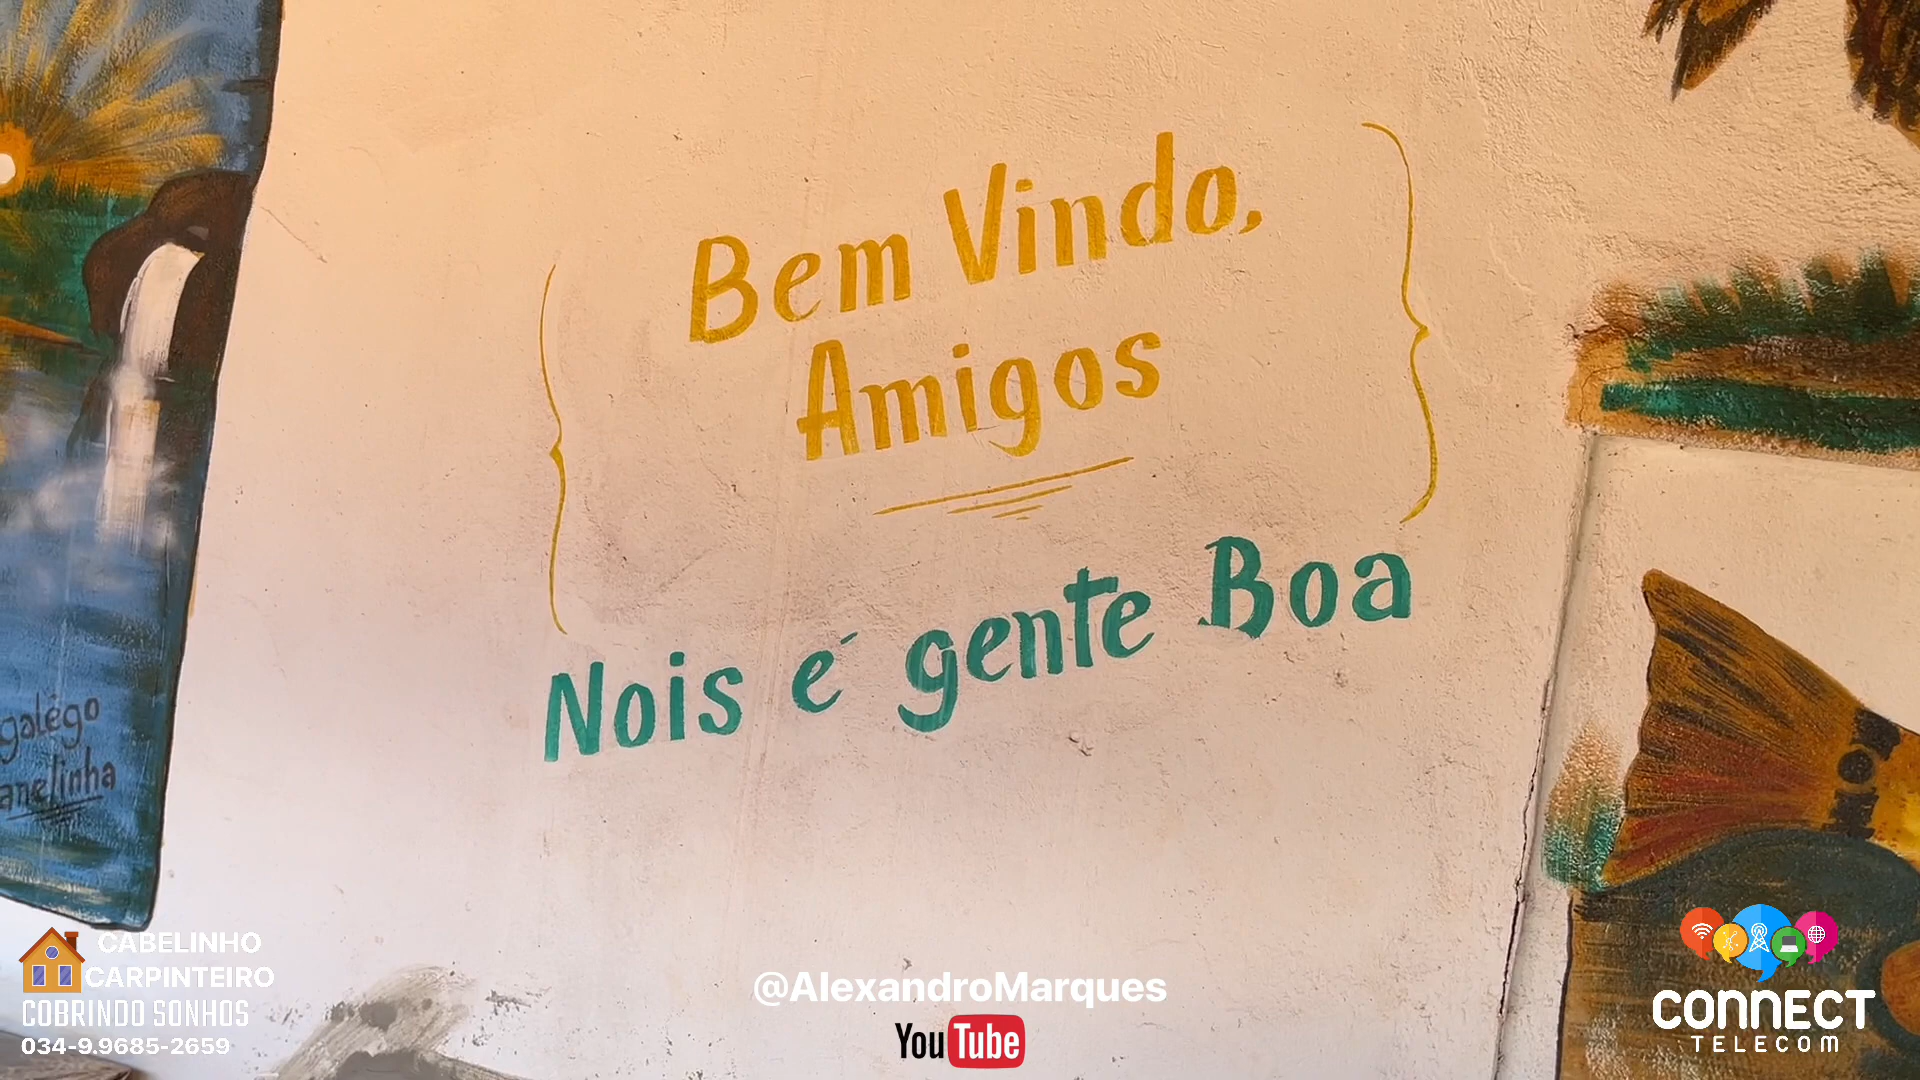 Bem Vindo,
Amigos
Nois é gente Boa
galêgo
anelinha
CABELINHO
CARPINTEIRO
COBRINDO SONHOS
034-9.9685-2659
@AlexandroMarques
YouTube
CONNECT
TELECOM